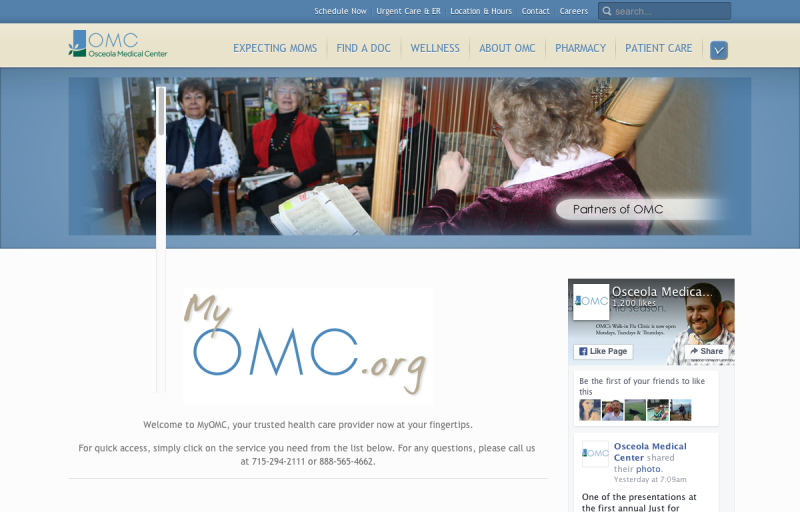 Schedule Now Urgent Care & ER Location & Hours Contact Careers search...
OMC
Osceola Medical Center
EXPECTING MOMS FIND A DOC WELLNESS ABOUT OMC PHARMACY PATIENT CARE
Partners of OMC
My
OMC.org
Welcome to MyOMC, your trusted health care provider now at your fingertips.
For quick access, simply click on the service you need from the list below. For any questions, please call us
at 715-294-2111 or 888-565-4662.
Osceola Medica...
1,200 likes
OMC
Season.
OMC's Walk-in Flu Clinic is now open
Mondays, Tuesdays & Thursdays!
Like Page Share
Be the first of your friends to like
this
OMC
Osceola Medical
Center shared
their photo.
Yesterday at 7:09am
One of the presentations at
the first annual Just for